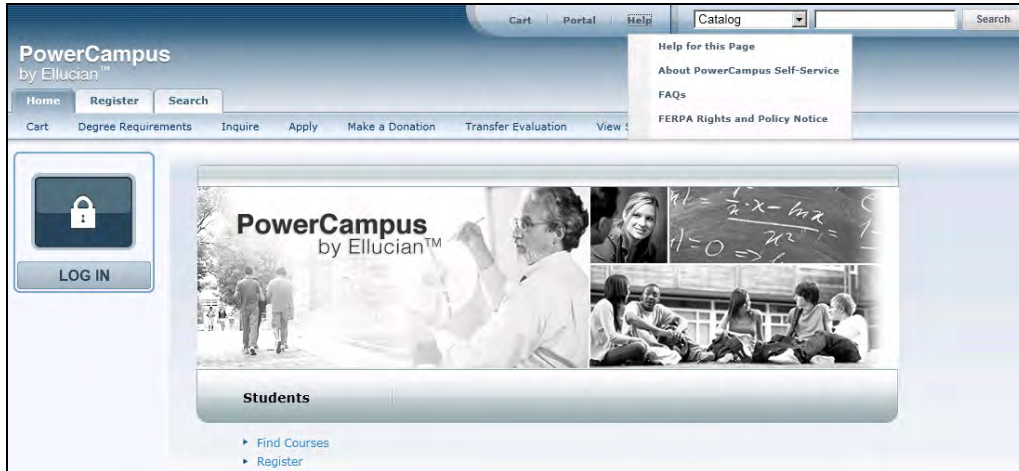 Cart Portal Help Catalog Search
Help for this Page
About PowerCampus Self-Service
FAQs
FERPA Rights and Policy Notice
PowerCampus
by Ellucian™
Home Register Search
Cart Degree Requirements Inquire Apply Make a Donation Transfer Evaluation View
LOG IN
PowerCampus
by Ellucian™
Students
Find Courses
Register